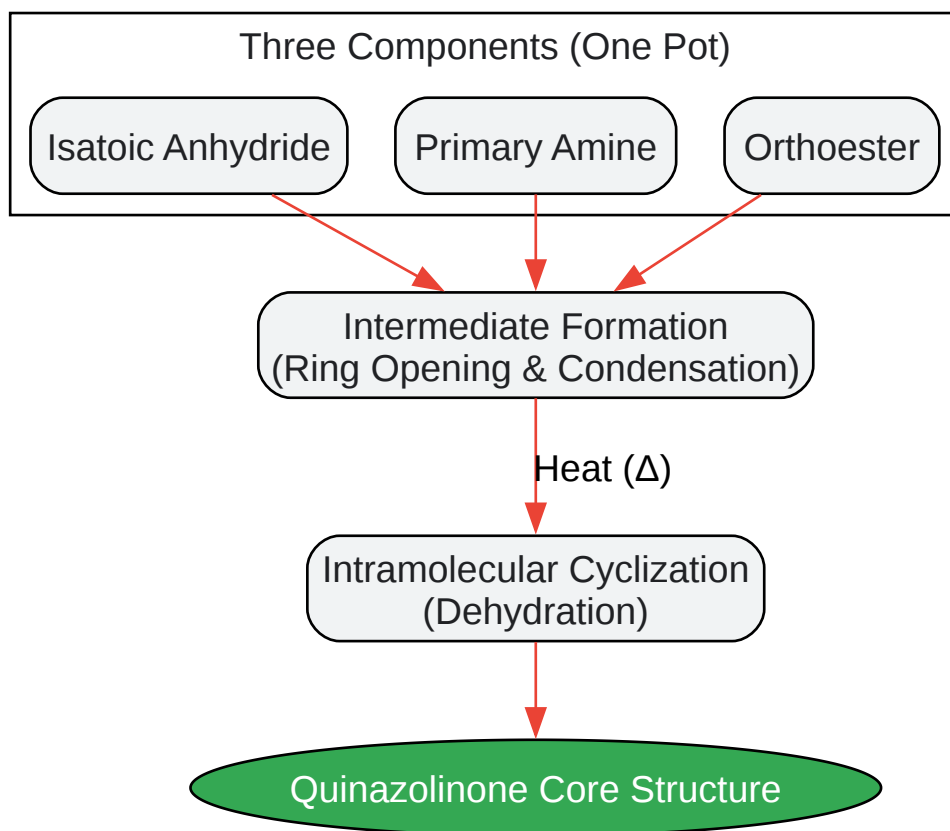 Three Components (One Pot)
Isatoic Anhydride
Primary Amine
Orthoester
Intermediate Formation
(Ring Opening & Condensation)
Heat (Δ)
Intramolecular Cyclization
(Dehydration)
Quinazolinone Core Structure